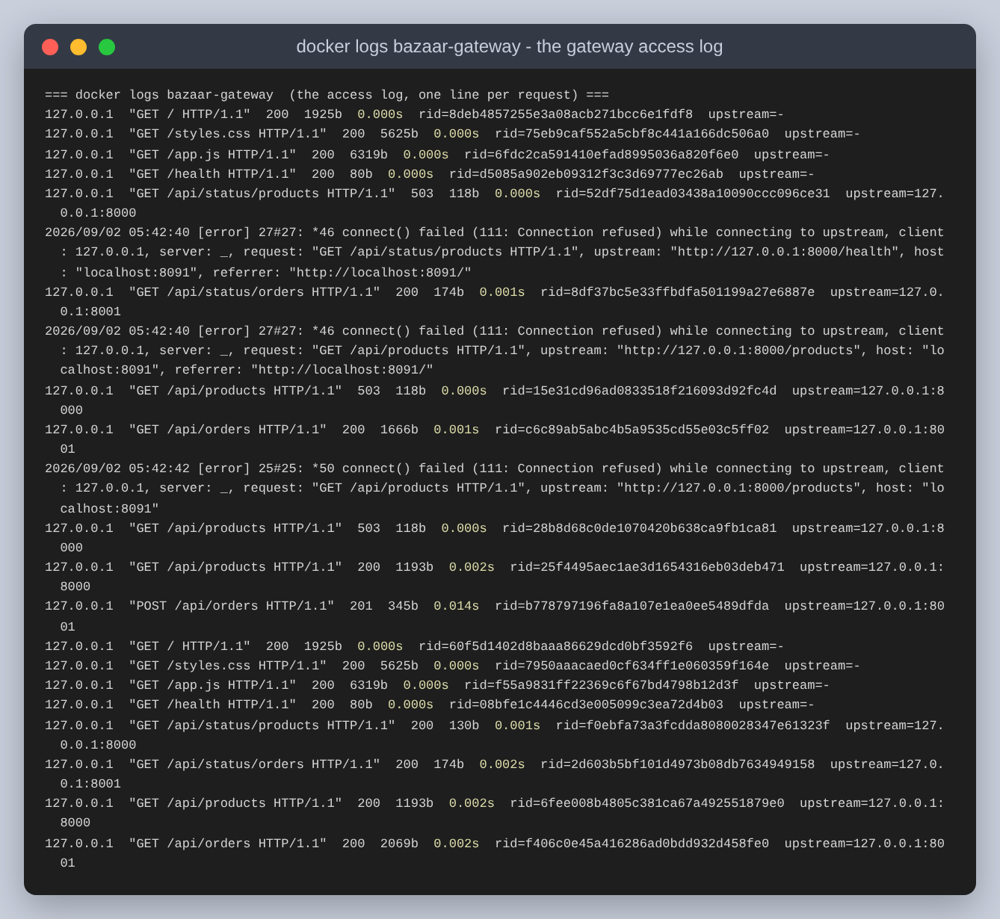 docker logs bazaar-gateway - the gateway access log
=== docker logs bazaar-gateway  (the access log, one line per request) ===
127.0.0.1  "GET / HTTP/1.1"  200  1925b  0.000s  rid=8deb4857255e3a08acb271bcc6e1fdf8  upstream=-
127.0.0.1  "GET /styles.css HTTP/1.1"  200  5625b  0.000s  rid=75eb9caf552a5cbf8c441a166dc506a0  upstream=-
127.0.0.1  "GET /app.js HTTP/1.1"  200  6319b  0.000s  rid=6fdc2ca591410efad8995036a820f6e0  upstream=-
127.0.0.1  "GET /health HTTP/1.1"  200  80b  0.000s  rid=d5085a902eb09312f3c3d69777ec26ab  upstream=-
127.0.0.1  "GET /api/status/products HTTP/1.1"  503  118b  0.000s  rid=52df75d1ead03438a10090ccc096ce31  upstream=127.
0.0.1:8000
2026/09/02 05:42:40 [error] 27#27: *46 connect() failed (111: Connection refused) while connecting to upstream, client
: 127.0.0.1, server: _, request: "GET /api/status/products HTTP/1.1", upstream: "http://127.0.0.1:8000/health", host
: "localhost:8091", referrer: "http://localhost:8091/"
127.0.0.1  "GET /api/status/orders HTTP/1.1"  200  174b  0.001s  rid=8df37bc5e33ffbdfa501199a27e6887e  upstream=127.0.
0.1:8001
2026/09/02 05:42:40 [error] 27#27: *46 connect() failed (111: Connection refused) while connecting to upstream, client
: 127.0.0.1, server: _, request: "GET /api/products HTTP/1.1", upstream: "http://127.0.0.1:8000/products", host: "lo
calhost:8091", referrer: "http://localhost:8091/"
127.0.0.1  "GET /api/products HTTP/1.1"  503  118b  0.000s  rid=15e31cd96ad0833518f216093d92fc4d  upstream=127.0.0.1:8
000
127.0.0.1  "GET /api/orders HTTP/1.1"  200  1666b  0.001s  rid=c6c89ab5abc4b5a9535cd55e03c5ff02  upstream=127.0.0.1:80
01
2026/09/02 05:42:42 [error] 25#25: *50 connect() failed (111: Connection refused) while connecting to upstream, client
: 127.0.0.1, server: _, request: "GET /api/products HTTP/1.1", upstream: "http://127.0.0.1:8000/products", host: "lo
calhost:8091"
127.0.0.1  "GET /api/products HTTP/1.1"  503  118b  0.000s  rid=28b8d68c0de1070420b638ca9fb1ca81  upstream=127.0.0.1:8
000
127.0.0.1  "GET /api/products HTTP/1.1"  200  1193b  0.002s  rid=25f4495aec1ae3d1654316eb03deb471  upstream=127.0.0.1:
8000
127.0.0.1  "POST /api/orders HTTP/1.1"  201  345b  0.014s  rid=b778797196fa8a107e1ea0ee5489dfda  upstream=127.0.0.1:80
01
127.0.0.1  "GET / HTTP/1.1"  200  1925b  0.000s  rid=60f5d1402d8baaa86629dcd0bf3592f6  upstream=-
127.0.0.1  "GET /styles.css HTTP/1.1"  200  5625b  0.000s  rid=7950aaacaed0cf634ff1e060359f164e  upstream=-
127.0.0.1  "GET /app.js HTTP/1.1"  200  6319b  0.000s  rid=f55a9831ff22369c6f67bd4798b12d3f  upstream=-
127.0.0.1  "GET /health HTTP/1.1"  200  80b  0.000s  rid=08bfe1c4446cd3e005099c3ea72d4b03  upstream=-
127.0.0.1  "GET /api/status/products HTTP/1.1"  200  130b  0.001s  rid=f0ebfa73a3fcdda8080028347e61323f  upstream=127.
0.0.1:8000
127.0.0.1  "GET /api/status/orders HTTP/1.1"  200  174b  0.002s  rid=2d603b5bf101d4973b08db7634949158  upstream=127.0.
0.1:8001
127.0.0.1  "GET /api/products HTTP/1.1"  200  1193b  0.002s  rid=6fee008b4805c381ca67a492551879e0  upstream=127.0.0.1:
8000
127.0.0.1  "GET /api/orders HTTP/1.1"  200  2069b  0.002s  rid=f406c0e45a416286ad0bdd932d458fe0  upstream=127.0.0.1:80
01